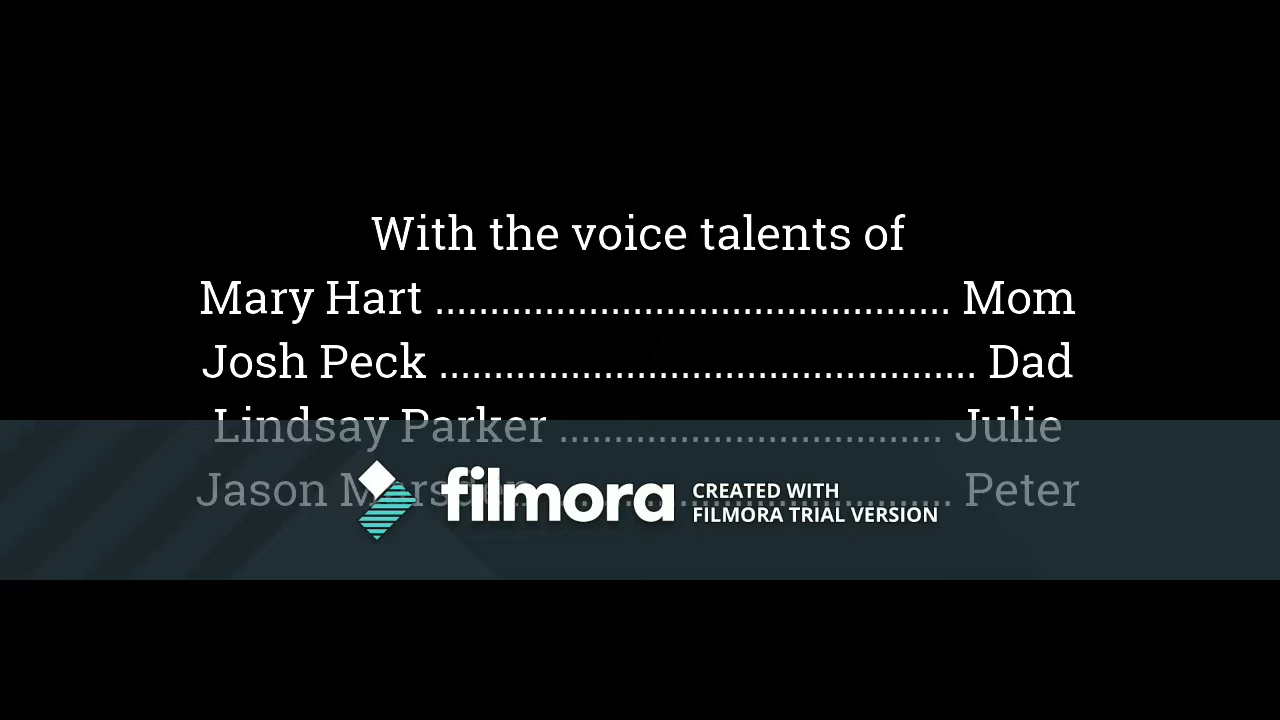 With the voice talents of
Mary Hart ............................................... Mom
Josh Peck ................................................. Dad
Lindsay Parker ................................... Julie
Jason Marsden ..................................... Peter
filmora
CREATED WITH
FILMORA TRIAL VERSION